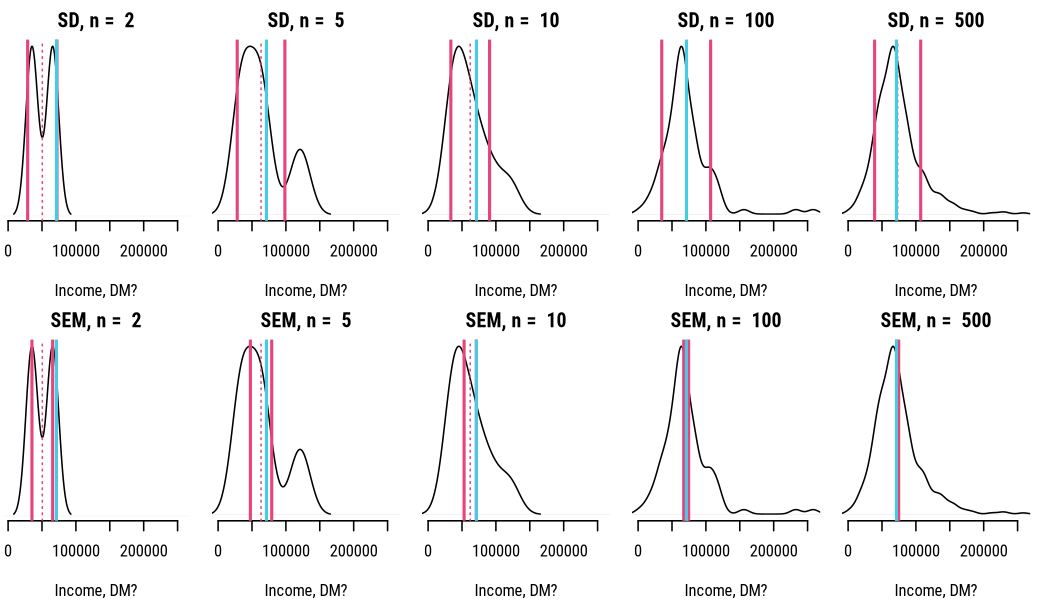 SD, n =  2
SD, n =  5
SD, n =  10
SD, n =  100
SD, n =  500
0 100000 200000
0 100000 200000
0 100000 200000
0 100000 200000
0 100000 200000
Income, DM?
Income, DM?
Income, DM?
Income, DM?
Income, DM?
SEM, n =  2
SEM, n =  5
SEM, n =  10
SEM, n =  100
SEM, n =  500
0 100000 200000
0 100000 200000
0 100000 200000
0 100000 200000
0 100000 200000
Income, DM?
Income, DM?
Income, DM?
Income, DM?
Income, DM?